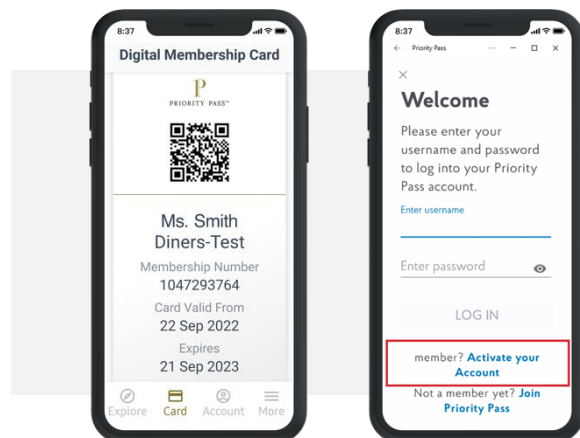 8:37
Digital Membership Card
P
PRIORITY PASS™
Ms. Smith
Diners-Test
Membership Number
1047293764
Card Valid From
22 Sep 2022
Expires
21 Sep 2023
Explore Card Account More
8:37
Priority Pass
Welcome
Please enter your
username and password
to log into your Priority
Pass account.
Enter username
Enter password
LOG IN
member? Activate your
Account
Not a member yet? Join
Priority Pass